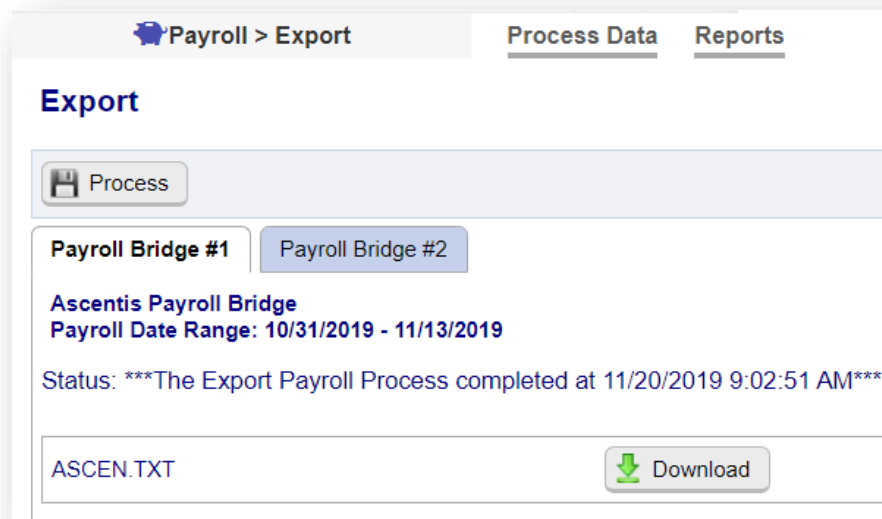 Payroll > Export Process Data Reports
Export
Process
Payroll Bridge #1 Payroll Bridge #2
Ascentis Payroll Bridge
Payroll Date Range: 10/31/2019 - 11/13/2019
Status: ***The Export Payroll Process completed at 11/20/2019 9:02:51 AM***
ASCEN.TXT Download